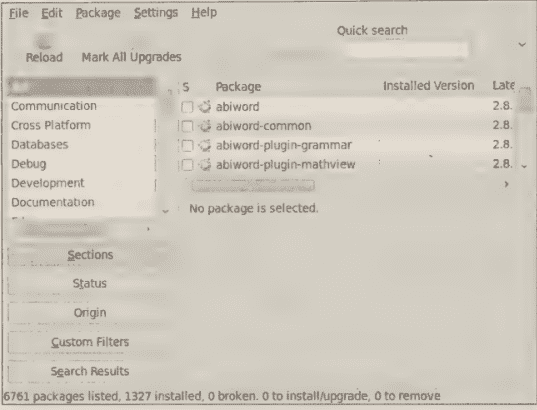 File Edit Package Settings Help
Quick search
Reload Mark All Upgrades
S Package Installed Version Late
Communication
Cross Platform
Databases
Debug
Development
Documentation
abiword 2.8.
abiword-common 2.8.
abiword-plugin-grammar 2.8.
abiword-plugin-mathview 2.8.
No package is selected.
Sections
Status
Origin
Custom Filters
Search Results
6761 packages listed, 1327 installed, 0 broken. 0 to install/upgrade, 0 to remove